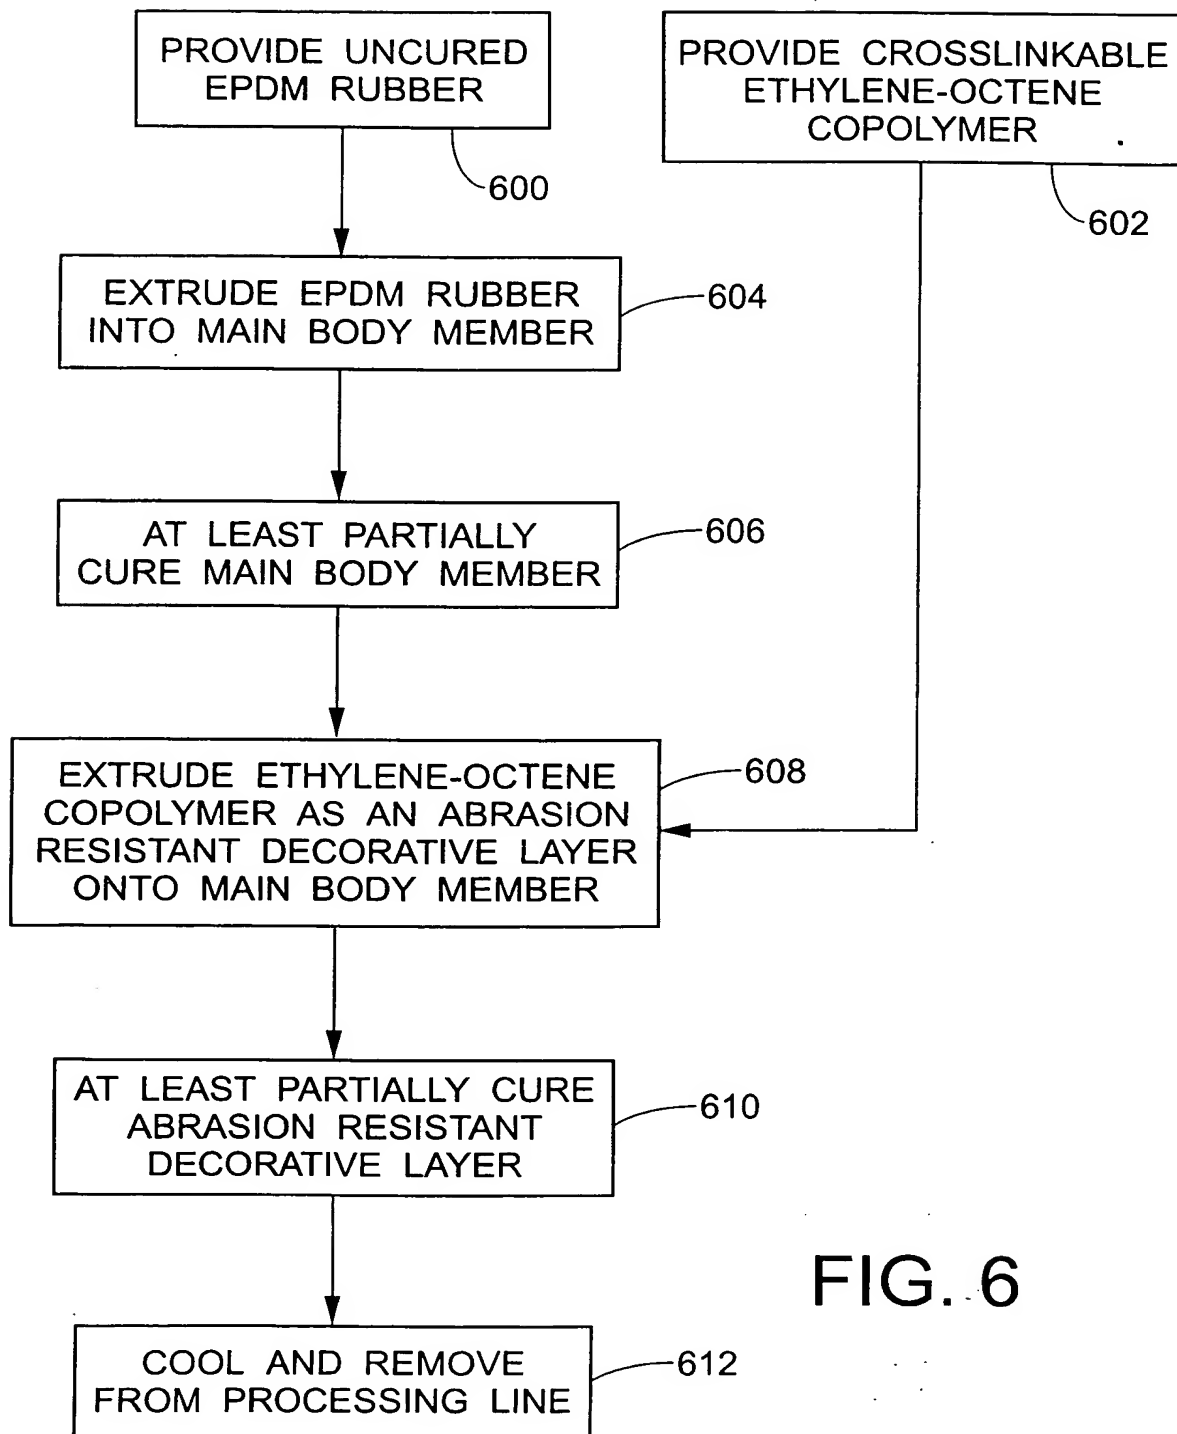 PROVIDE UNCURED
EPDM RUBBER
600
PROVIDE CROSSLINKABLE
ETHYLENE-OCTENE
COPOLYMER
602
EXTRUDE EPDM RUBBER
INTO MAIN BODY MEMBER
604
AT LEAST PARTIALLY
CURE MAIN BODY MEMBER
606
EXTRUDE ETHYLENE-OCTENE
COPOLYMER AS AN ABRASION
RESISTANT DECORATIVE LAYER
ONTO MAIN BODY MEMBER
608
AT LEAST PARTIALLY CURE
ABRASION RESISTANT
DECORATIVE LAYER
610
COOL AND REMOVE
FROM PROCESSING LINE
612
FIG. 6